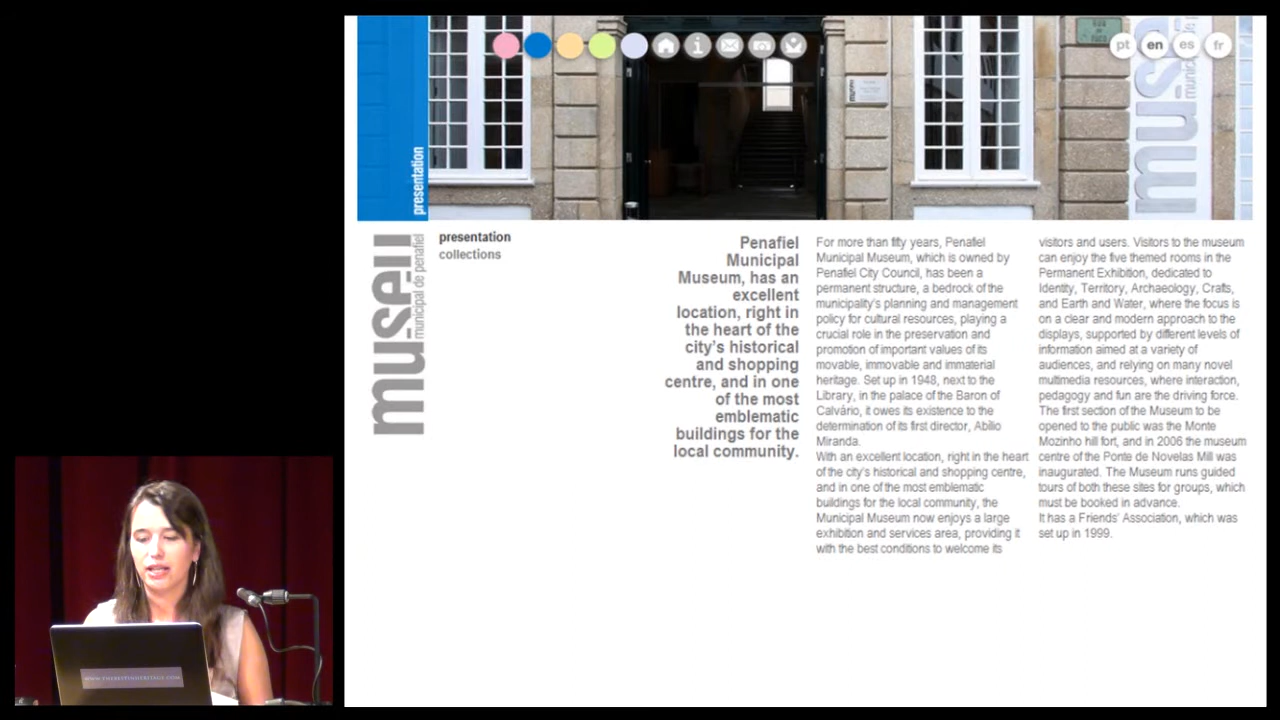 pt en es fr
museu
municipal de penafiel
presentation
museu
municipal de penafiel
presentation
collections
Penafiel
Municipal
Museum, has an
excellent
location, right in
the heart of the
city's historical
and shopping
centre, and in one
of the most
emblematic
buildings for the
local community.
For more than fifty years, Penafiel
Municipal Museum, which is owned by
Penafiel City Council, has been a
permanent structure, a bedrock of the
municipality's planning and management
policy for cultural resources, playing a
crucial role in the preservation and
promotion of important values of its
movable, immovable and immaterial
heritage. Set up in 1948, next to the
Library, in the palace of the Baron of
Calvário, it owes its existence to the
determination of its first director, Abílio
Miranda.
With an excellent location, right in the heart
of the city's historical and shopping centre,
and in one of the most emblematic
buildings for the local community, the
Municipal Museum now enjoys a large
exhibition and services area, providing it
with the best conditions to welcome its
visitors and users. Visitors to the museum
can enjoy the five themed rooms in the
Permanent Exhibition, dedicated to
Identity, Territory, Archaeology, Crafts,
and Earth and Water, where the focus is
on a clear and modern approach to the
displays, supported by different levels of
information aimed at a variety of
audiences, and relying on many novel
multimedia resources, where interaction,
pedagogy and fun are the driving force.
The first section of the Museum to be
opened to the public was the Monte
Mozinho hill fort, and in 2006 the museum
centre of the Ponte de Novelas Mill was
inaugurated. The Museum runs guided
tours of both these sites for groups, which
must be booked in advance.
It has a Friends' Association, which was
set up in 1999.
WWW.THEBESTINHERITAGE.COM